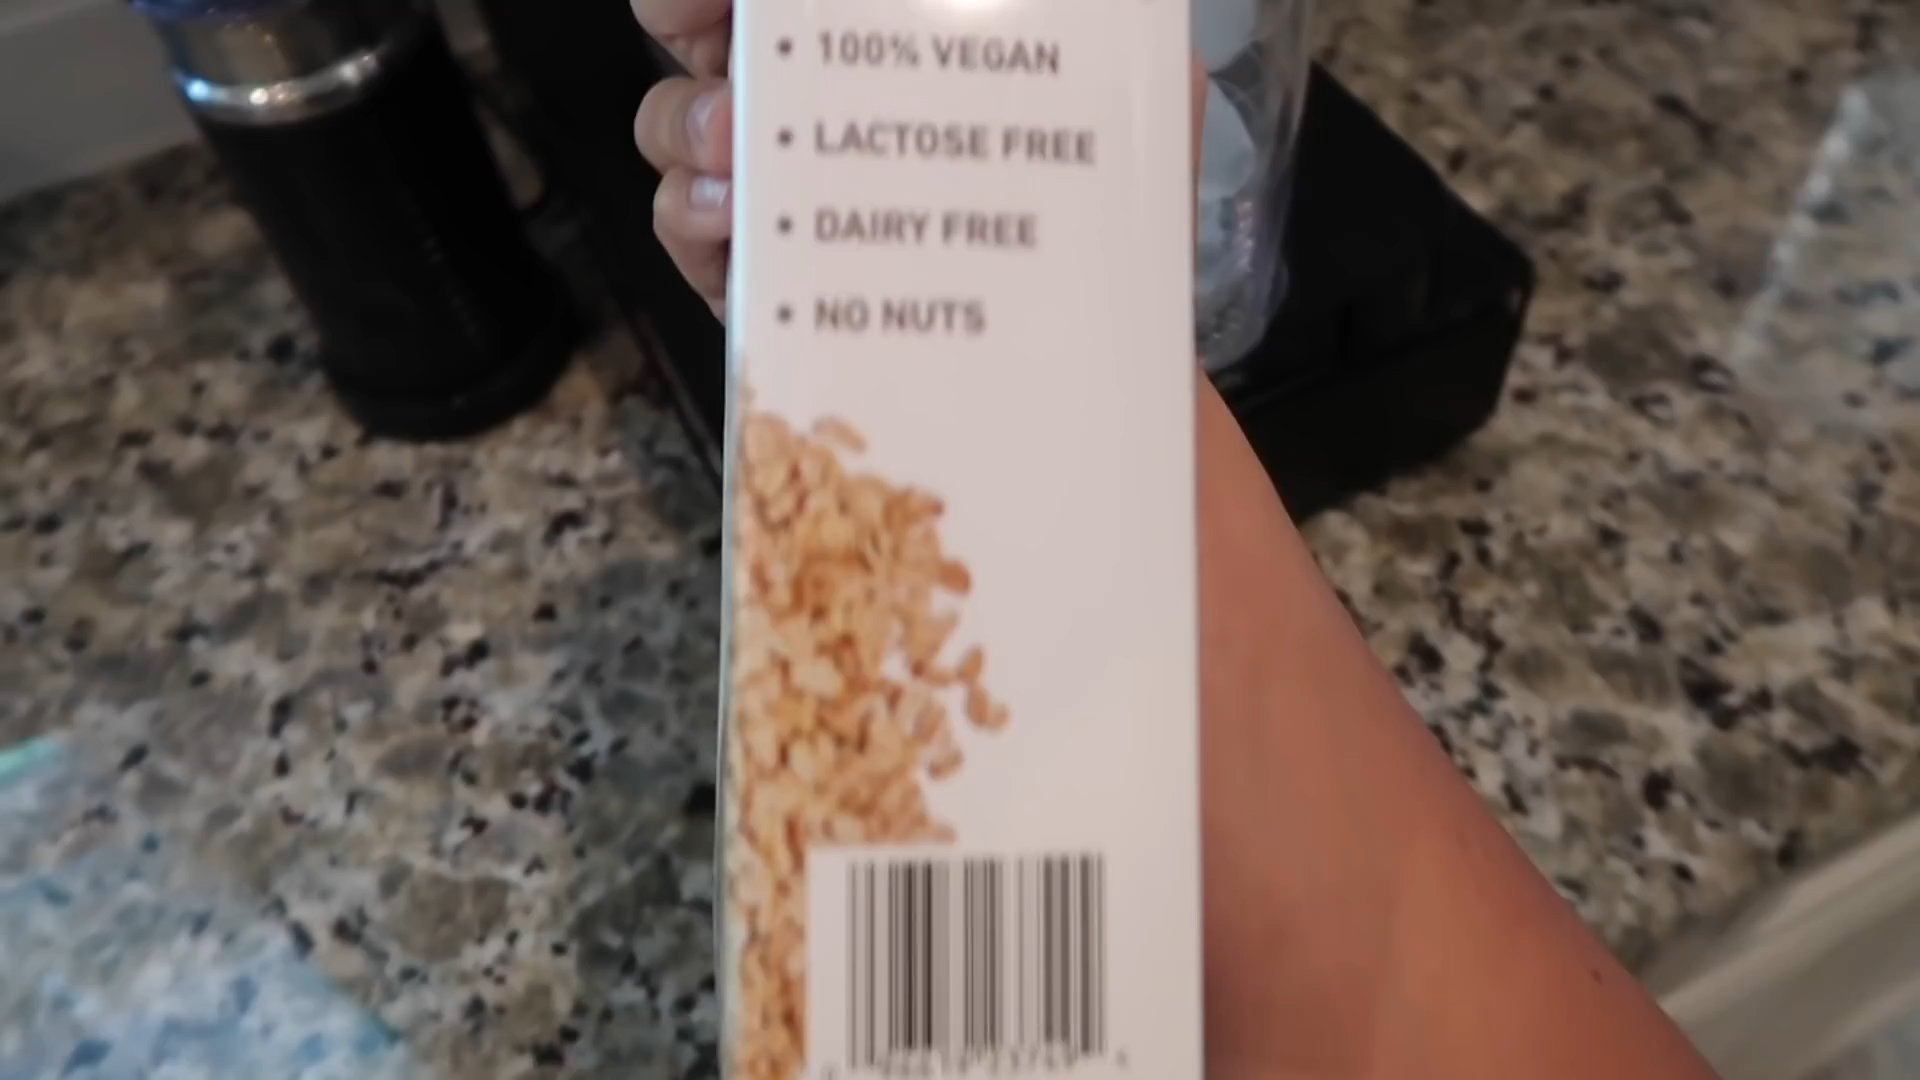 • 100% VEGAN
• LACTOSE FREE
• DAIRY FREE
• NO NUTS